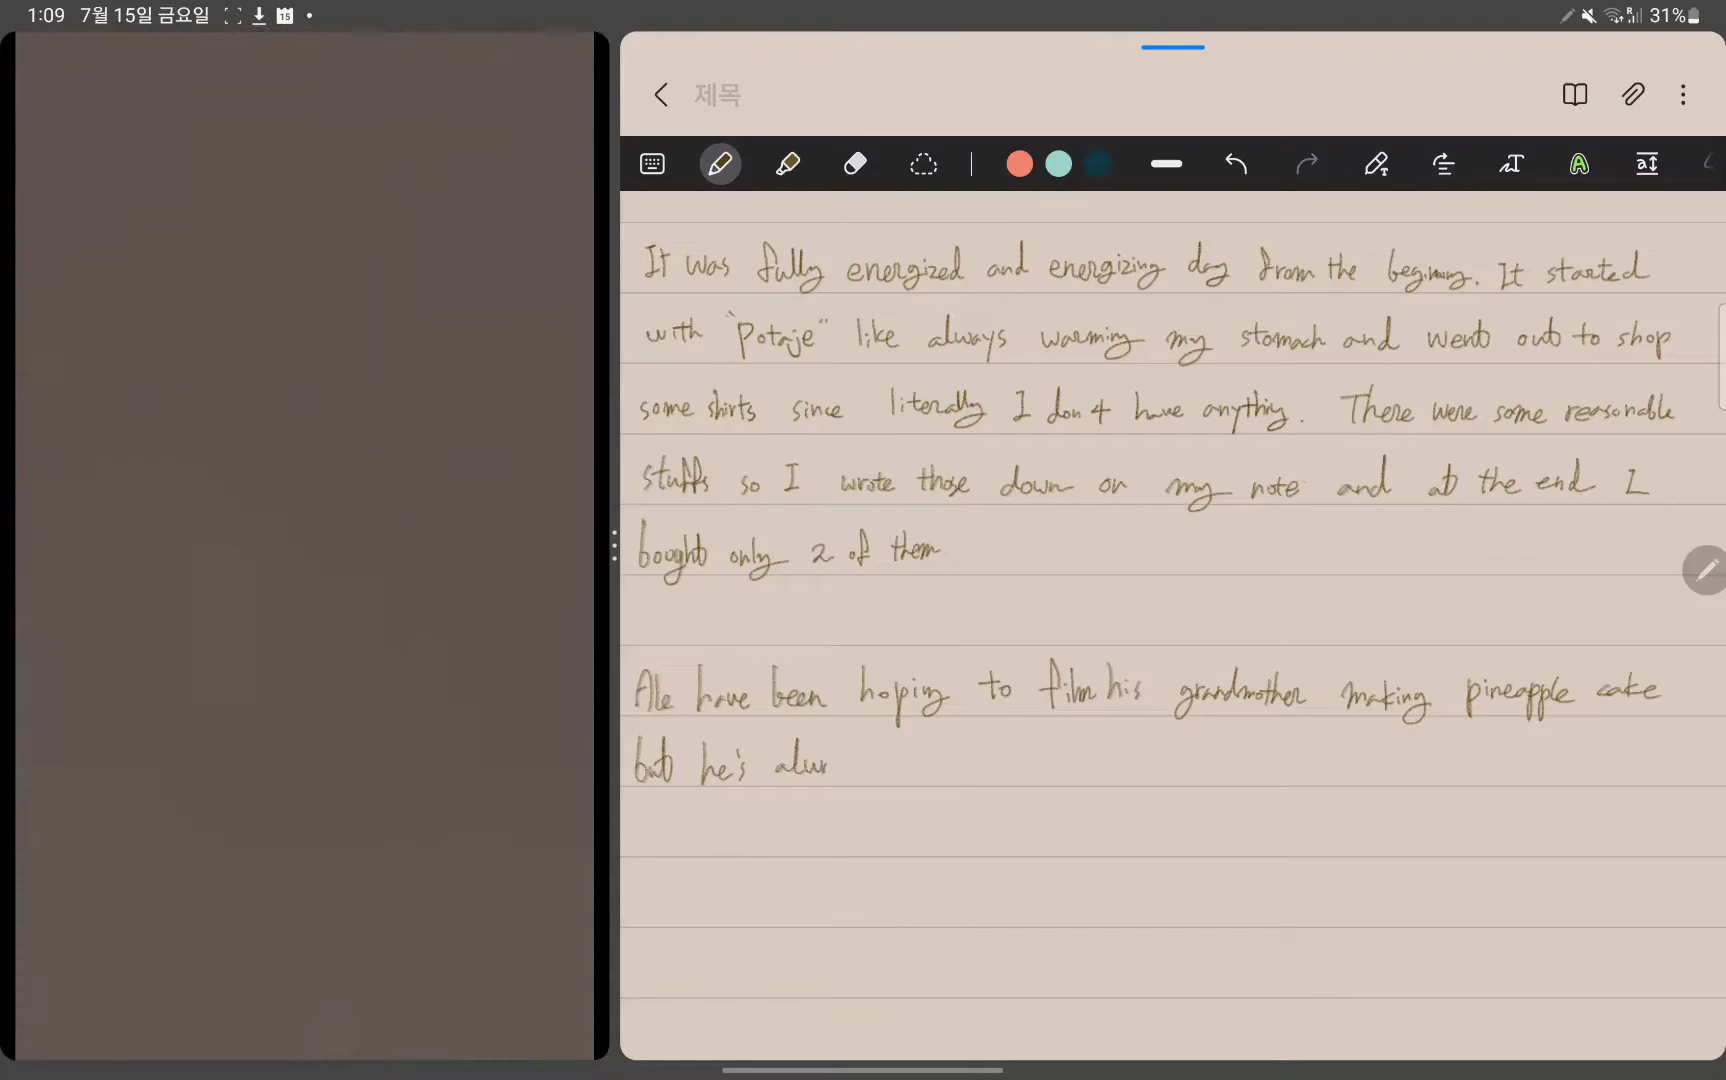 1:09 7월 15일 금요일 15 31%
제목
It was fully energized and energizing day from the beginning. It started
with "potaje" like always warming my stomach and went out to shop
some shirts since literally I don't have anything. There were some reasonable
stuffs so I wrote those down on my note and at the end I
bought only 2 of them
Ale have been hoping to film his grandmother making pineapple cake
but he's alw